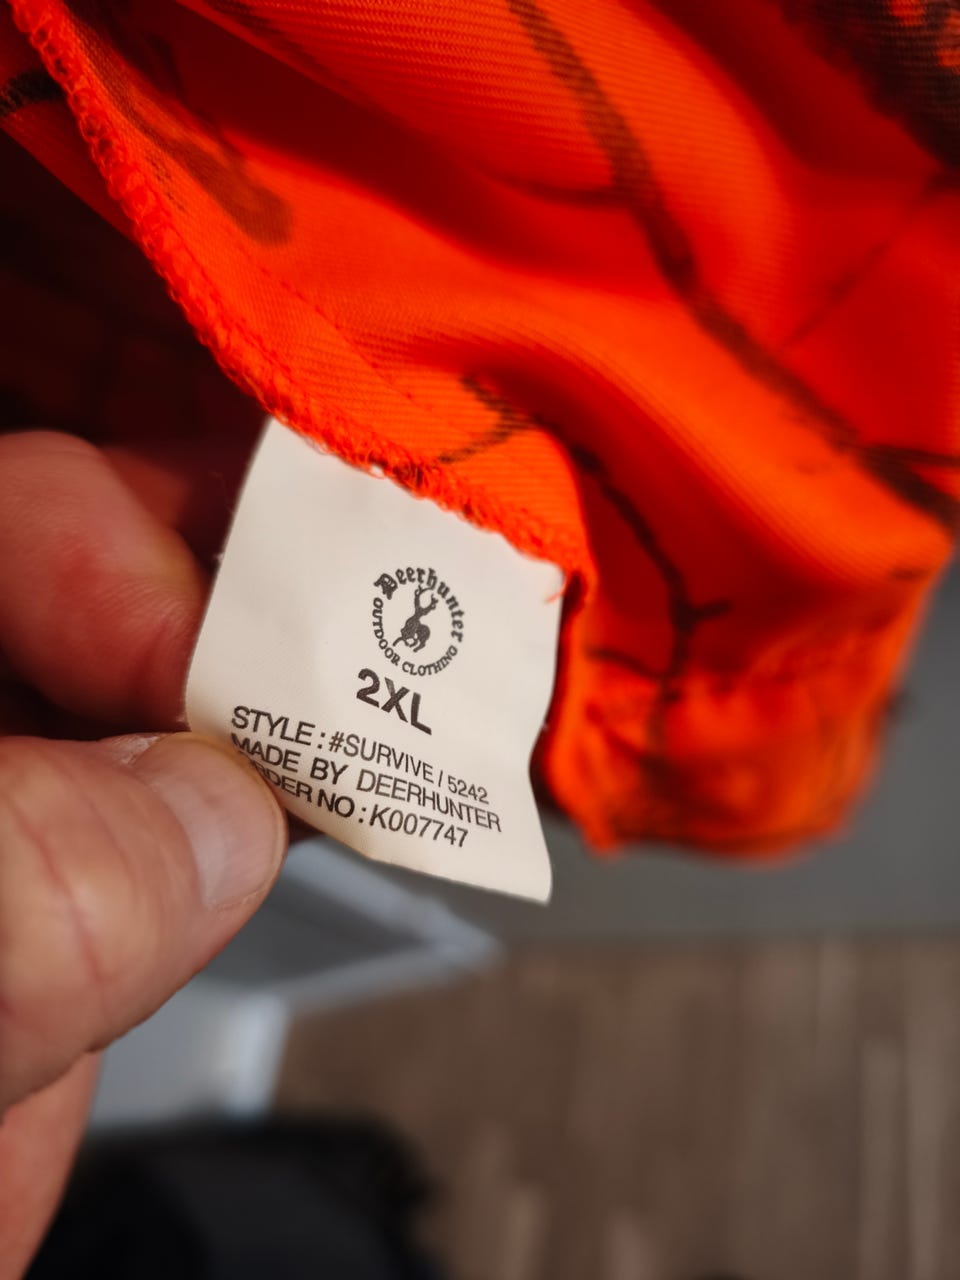 Deerhunter
OUTDOOR CLOTHING
2XL
STYLE : #SURVIVE / 5242
MADE BY DEERHUNTER
NO : K007747